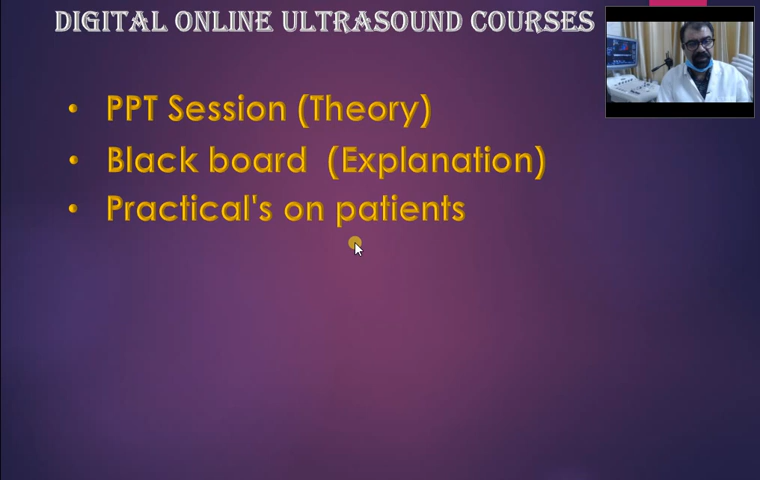 DIGITAL ONLINE ULTRASOUND COURSES
• PPT Session (Theory)
• Black board (Explanation)
• Practical's on patients